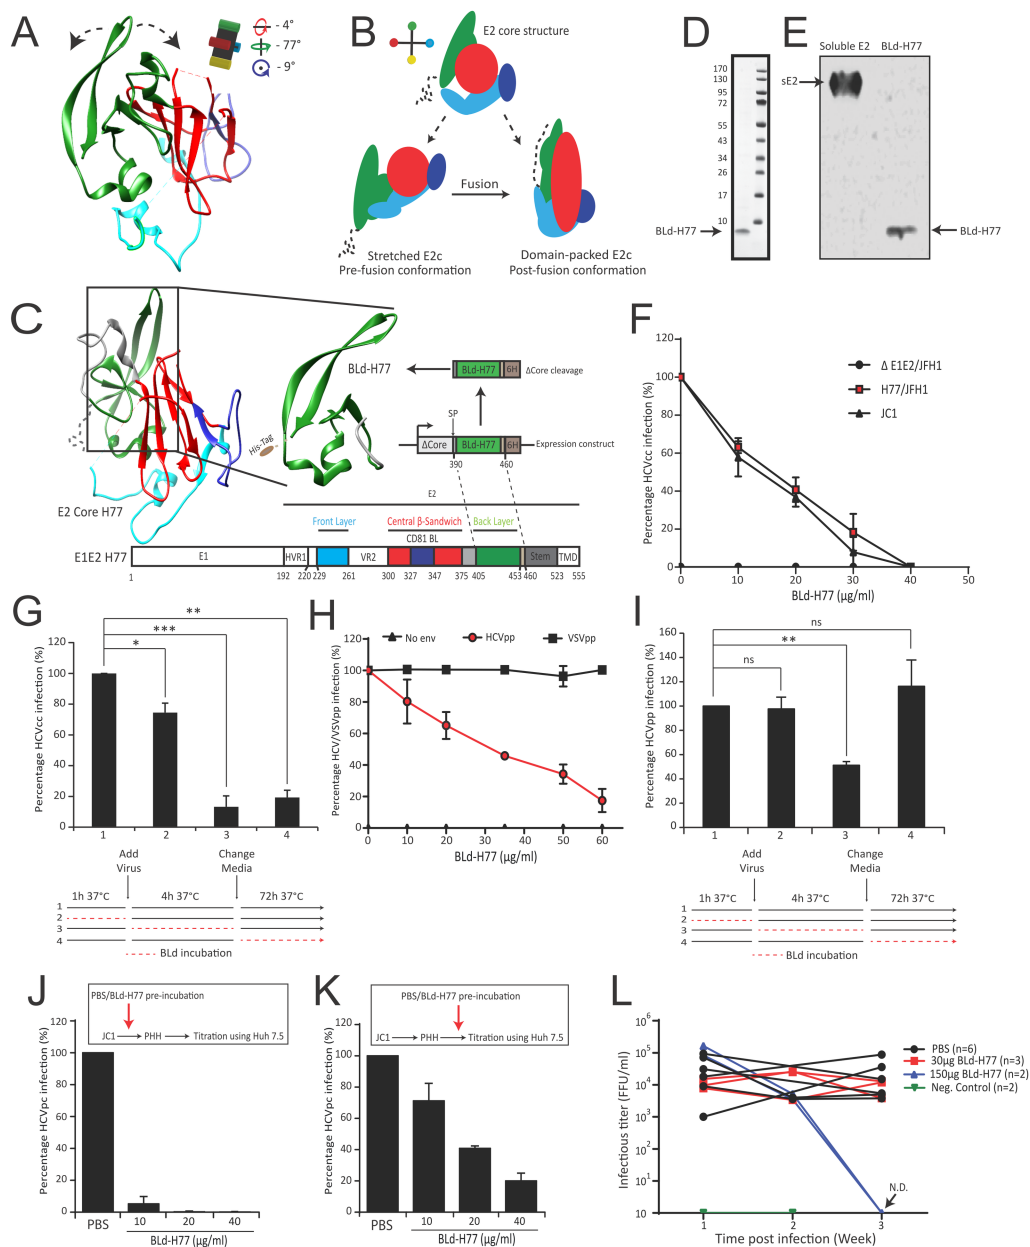 A
- 4°
- 77°
- 9°
B
E2 core structure
Fusion
Stretched E2c
Pre-fusion conformation
Domain-packed E2c
Post-fusion conformation
D
170
130
95
72
55
43
34
26
17
10
BLd-H77
E
Soluble E2
BLd-H77
sE2
BLd-H77
C
BLd-H77
BLd-H77
6H
ΔCore cleavage
SP
ΔCore
BLd-H77
6H
Expression construct
390
460
His-Tag
E2 Core H77
E2
Front Layer
Central β-Sandwich
Back Layer
CD81 BL
E1E2 H77
E1
HVR1
VR2
Stem
TMD
1
192
220
229
261
300
327
347
375
405
453
460
523
555
F
Percentage HCVcc infection (%)
120
100
80
60
40
20
0
0
10
20
30
40
50
BLd-H77 (µg/ml)
Δ E1E2/JFH1
H77/JFH1
JC1
G
Percentage HCVcc infection (%)
120
100
80
60
40
20
0
**
***
*
1
2
3
4
Add
Virus
Change
Media
1h 37°C
4h 37°C
72h 37°C
1
2
3
4
BLd incubation
H
No env
HCVpp
VSVpp
Percentage HCV/VSVpp infection (%)
120
100
80
60
40
20
0
0
10
20
30
40
50
60
BLd-H77 (µg/ml)
I
Percentage HCVpp infection (%)
160
140
120
100
80
60
40
20
0
ns
**
ns
1
2
3
4
Add
Virus
Change
Media
1h 37°C
4h 37°C
72h 37°C
1
2
3
4
BLd incubation
J
PBS/BLd-H77 pre-incubation
JC1
PHH
Titration using Huh 7.5
Percentage HCVpc infection (%)
120
100
80
60
40
20
0
PBS
10
20
40
BLd-H77 (µg/ml)
K
PBS/BLd-H77 pre-incubation
JC1
PHH
Titration using Huh 7.5
Percentage HCVpc infection (%)
120
100
80
60
40
20
0
PBS
10
20
40
BLd-H77 (µg/ml)
L
Infectious titer (FFU/ml)
10⁶
10⁵
10⁴
10³
10²
10¹
10
1
2
3
Time post infection (Week)
N.D.
PBS (n=6)
30µg BLd-H77 (n=3)
150µg BLd-H77 (n=2)
Neg. Control (n=2)